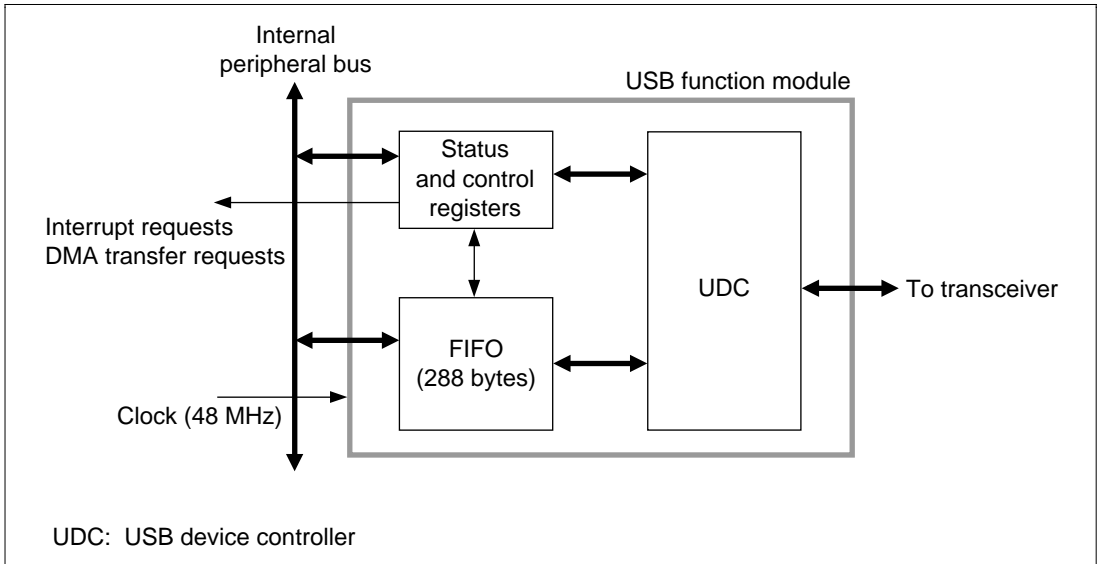 Internal
peripheral bus
USB function module
Status
and control
registers
Interrupt requests
DMA transfer requests
UDC
To transceiver
FIFO
(288 bytes)
Clock (48 MHz)
UDC: USB device controller